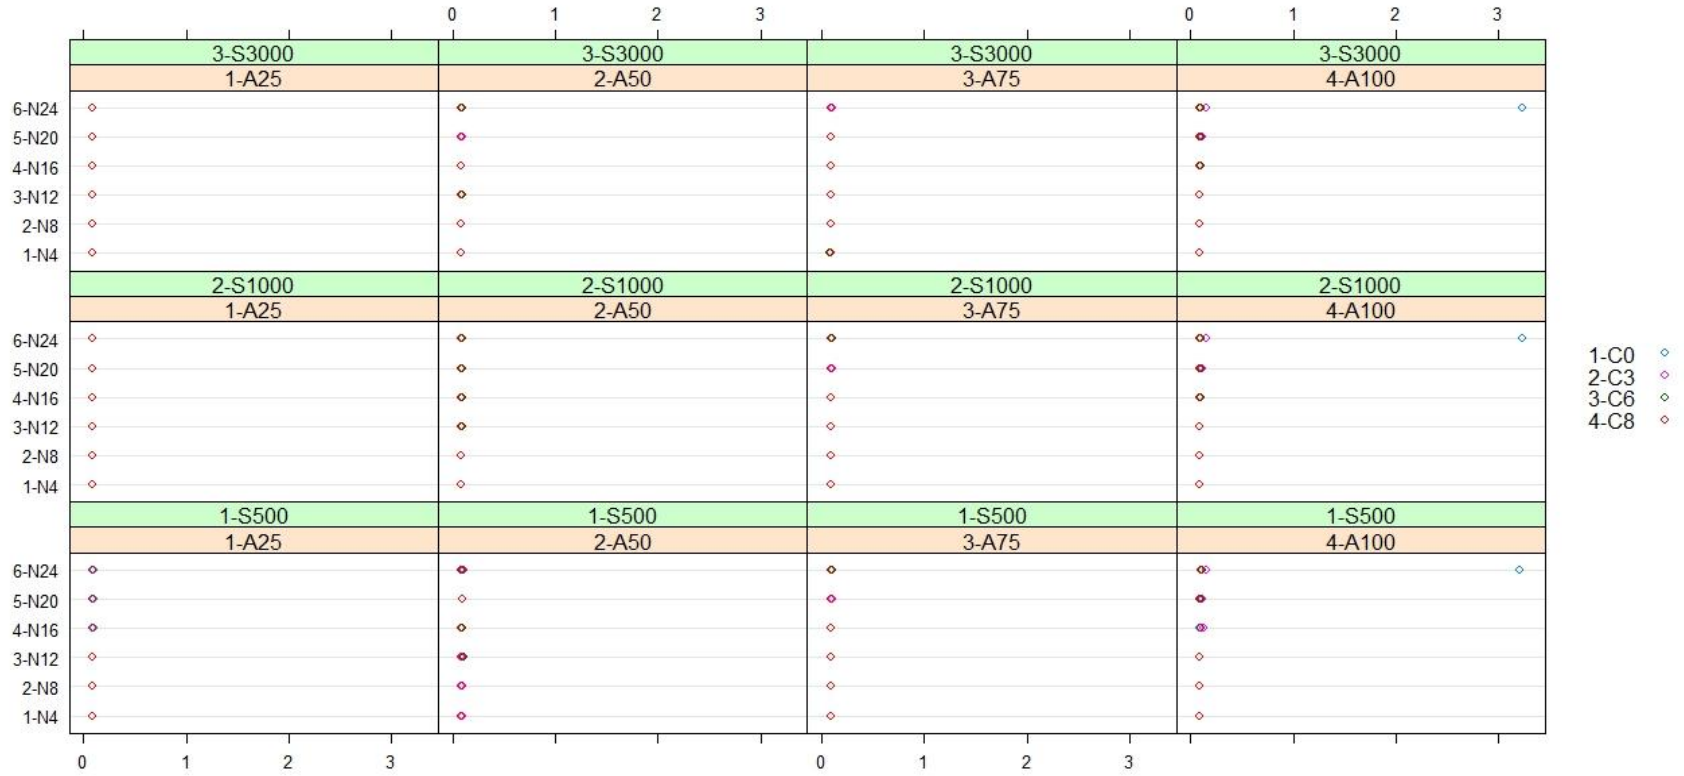 0 1 2 3 0 1 2 3
3-S3000 3-S3000 3-S3000 3-S3000
1-A25 2-A50 3-A75 4-A100
6-N24
5-N20
4-N16
3-N12
2-N8
1-N4
2-S1000 2-S1000 2-S1000 2-S1000
1-A25 2-A50 3-A75 4-A100
6-N24
5-N20
4-N16
3-N12
2-N8
1-N4
1-S500 1-S500 1-S500 1-S500
1-A25 2-A50 3-A75 4-A100
6-N24
5-N20
4-N16
3-N12
2-N8
1-N4
0 1 2 3 0 1 2 3
1-C0
2-C3
3-C6
4-C8